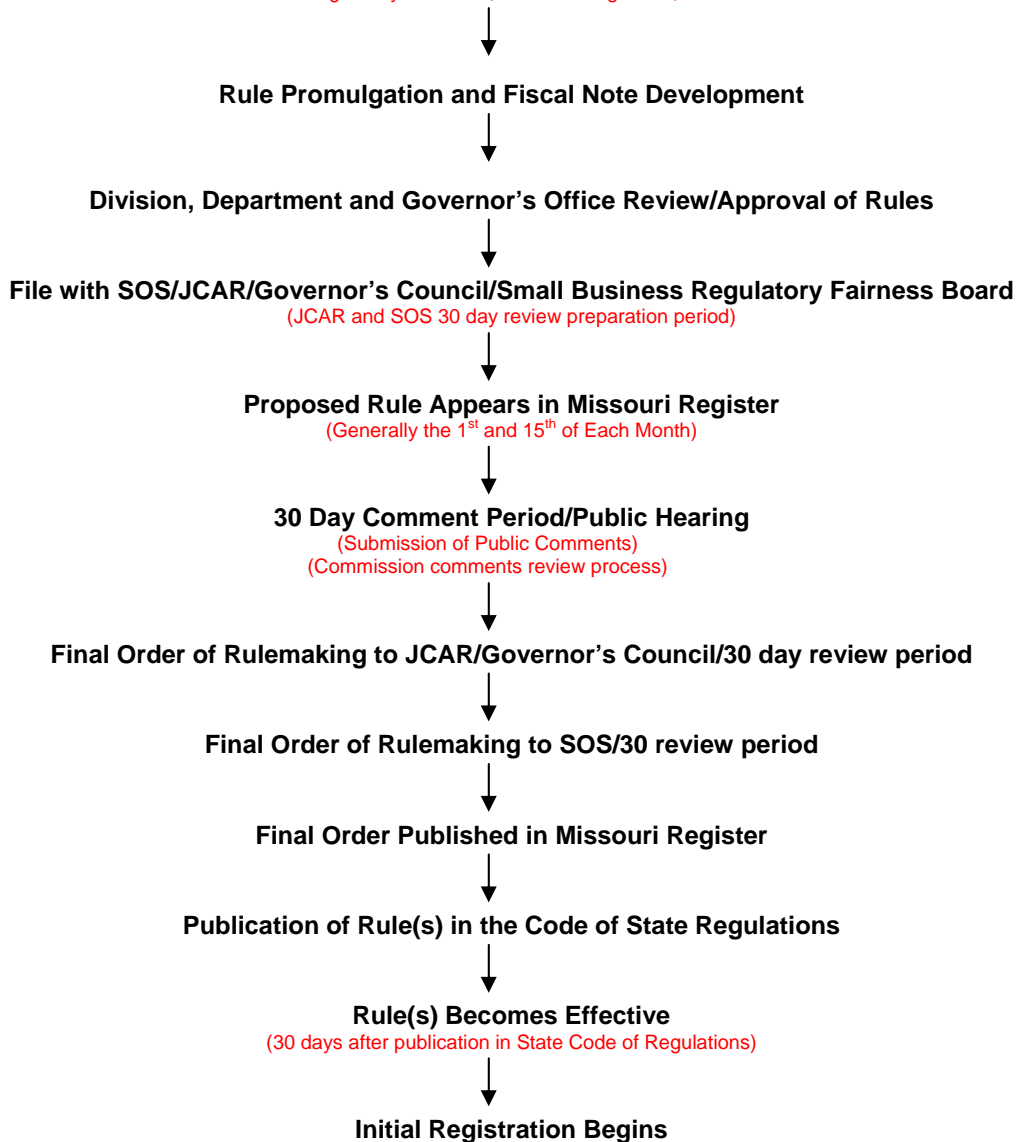 Rule Promulgation and Fiscal Note Development
Division, Department and Governor's Office Review/Approval of Rules
File with SOS/JCAR/Governor's Council/Small Business Regulatory Fairness Board
(JCAR and SOS 30 day review preparation period)
Proposed Rule Appears in Missouri Register
(Generally the 1st and 15th of Each Month)
30 Day Comment Period/Public Hearing
(Submission of Public Comments)
(Commission comments review process)
Final Order of Rulemaking to JCAR/Governor's Council/30 day review period
Final Order of Rulemaking to SOS/30 review period
Final Order Published in Missouri Register
Publication of Rule(s) in the Code of State Regulations
Rule(s) Becomes Effective
(30 days after publication in State Code of Regulations)
Initial Registration Begins